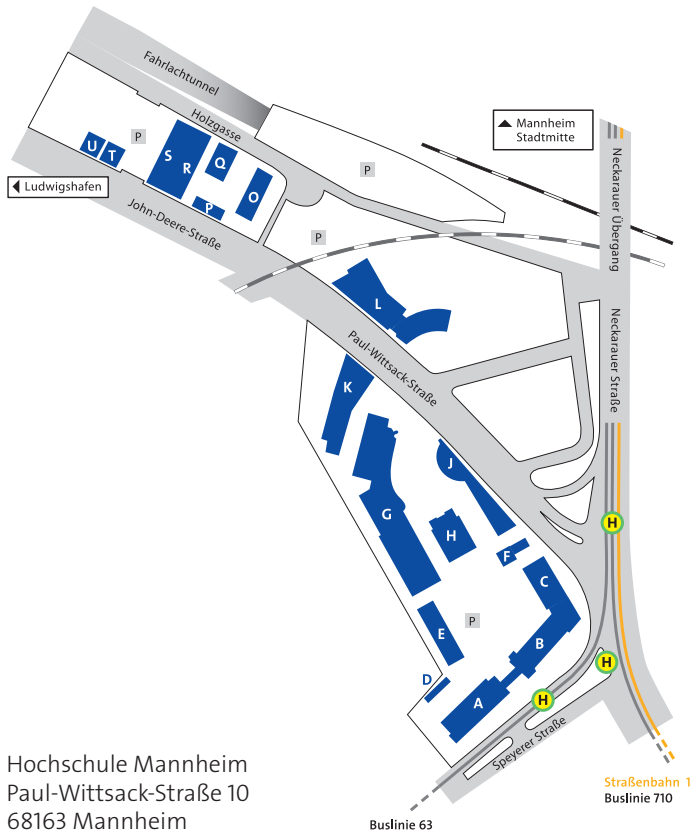 Fahrlachtunnel
Holzgasse
▲ Mannheim
Stadtmitte
P
U T
S
R
Q
P
O
P
◀ Ludwigshafen
John-Deere-Straße
P
Neckarauer Übergang
L
Neckarauer Straße
Paul-Wittsack-Straße
K
J
G
H
H
F
C
E
P
B
H
D
A
H
Speyerer Straße
Hochschule Mannheim
Paul-Wittsack-Straße 10
68163 Mannheim
Straßenbahn 1
Buslinie 710
Buslinie 63